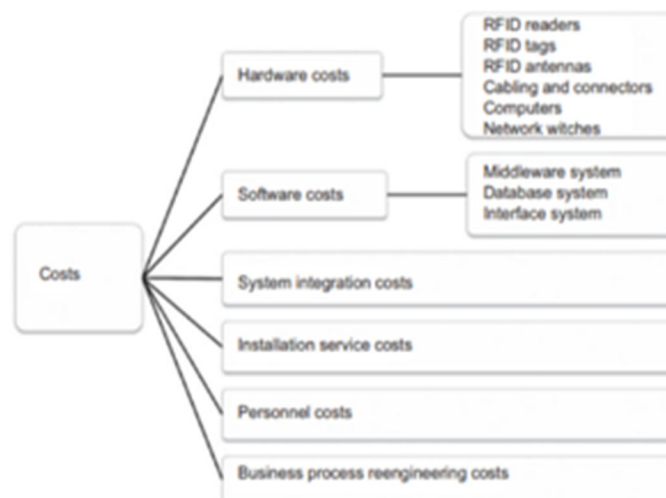 Costs
Hardware costs
RFID readers
RFID tags
RFID antennas
Cabling and connectors
Computers
Network witches
Software costs
Middleware system
Database system
Interface system
System integration costs
Installation service costs
Personnel costs
Business process reengineering costs